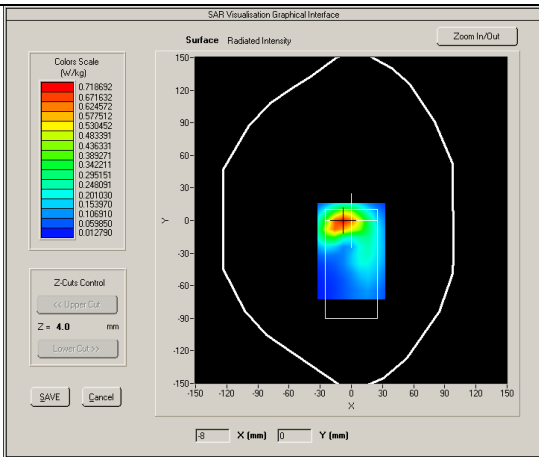 SAR Visualisation Graphical Interface
Surface Radiated Intensity
Zoom In/Out
Colors Scale
(W/kg)
0.718692
0.671632
0.624572
0.577512
0.530452
0.483391
0.436331
0.389271
0.342211
0.295151
0.248091
0.201030
0.153970
0.106910
0.059850
0.012790
Z-Cuts Control
<< Upper Cut
Z = 4.0 mm
Lower Cut >>
SAVE Cancel
150
120
90
60
30
0
-30
-60
-90
-120
-150
Y
-150 -120 -90 -60 -30 0 30 60 90 120 150
X
-8 X (mm) 0 Y (mm)